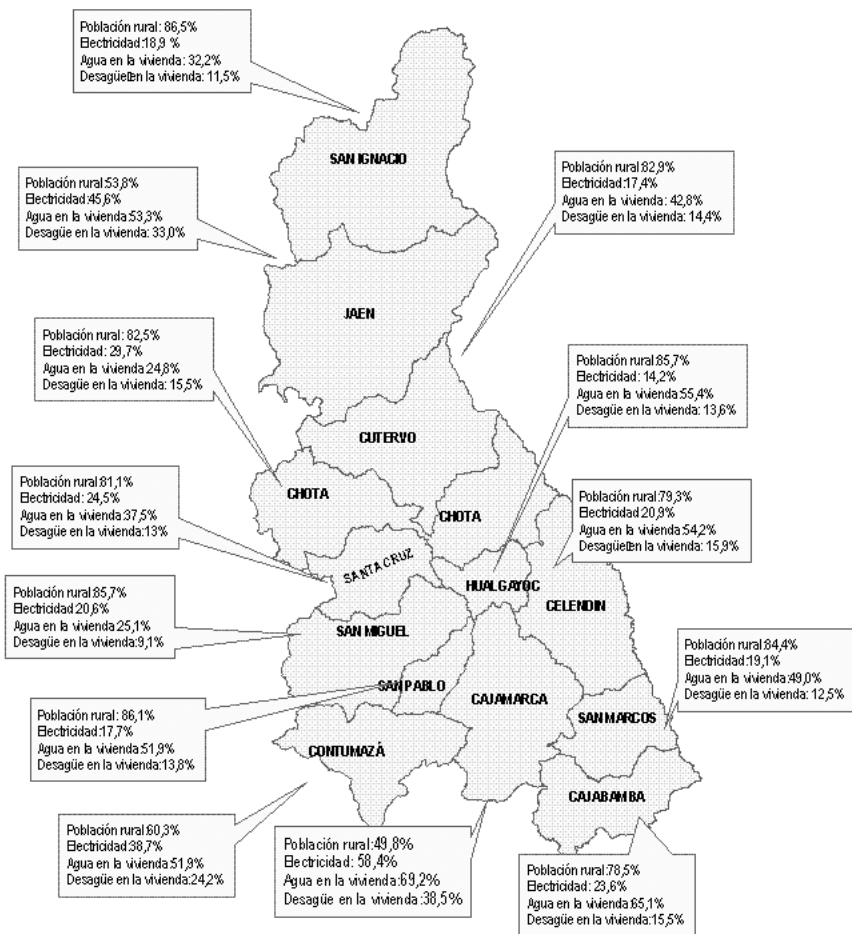 Población rural: 86,5%
Electricidad:18,9 %
Agua en la vivienda: 32,2%
Desagüe en la vivienda: 11,5%
SAN IGNACIO
Población rural:53,8%
Electricidad:45,6%
Agua en la vivienda:53,3%
Desagüe en la vivienda: 33,0%
Población rural:82,9%
Electricidad:17,4%
Agua en la vivienda: 42,8%
Desagüe en la vivienda: 14,4%
JAEN
Población rural: 82,5%
Electricidad: 29,7%
Agua en la vivienda:24,8%
Desagüe en la vivienda: 15,5%
Población rural:85,7%
Electricidad: 14,2%
Agua en la vivienda:55,4%
Desagüe en la vivienda: 13,6%
CUTERVO
CHOTA
CHOTA
Población rural:81,1%
Electricidad: 24,5%
Agua en la vivienda:37,5%
Desagüe en la vivienda:13%
Población rural:79,3%
Electricidad:20,9%
Agua en la vivienda:54,2%
Desagüe en la vivienda: 15,9%
SANTA CRUZ
HUALGAYOC
CELENDIN
Población rural:85,7%
Electricidad:20,6%
Agua en la vivienda:25,1%
Desagüe en la vivienda:9,1%
SAN MIGUEL
Población rural:84,4%
Electricidad:19,1%
Agua en la vivienda:49,0%
Desagüe en la vivienda: 12,5%
SAN PABLO
CAJAMARCA
SAN MARCOS
Población rural: 86,1%
Electricidad:17,7%
Agua en la vivienda:51,9%
Desagüe en la vivienda:13,8%
CONTUMAZÁ
CAJABAMBA
Población rural:60,3%
Electricidad:38,7%
Agua en la vivienda:51,9%
Desagüe en la vivienda:24,2%
Población rural:49,8%
Electricidad: 58,4%
Agua en la vivienda:69,2%
Desagüe en la vivienda:38,5%
Población rural:78,5%
Electricidad: 23,6%
Agua en la vivienda:65,1%
Desagüe en la vivienda:15,5%